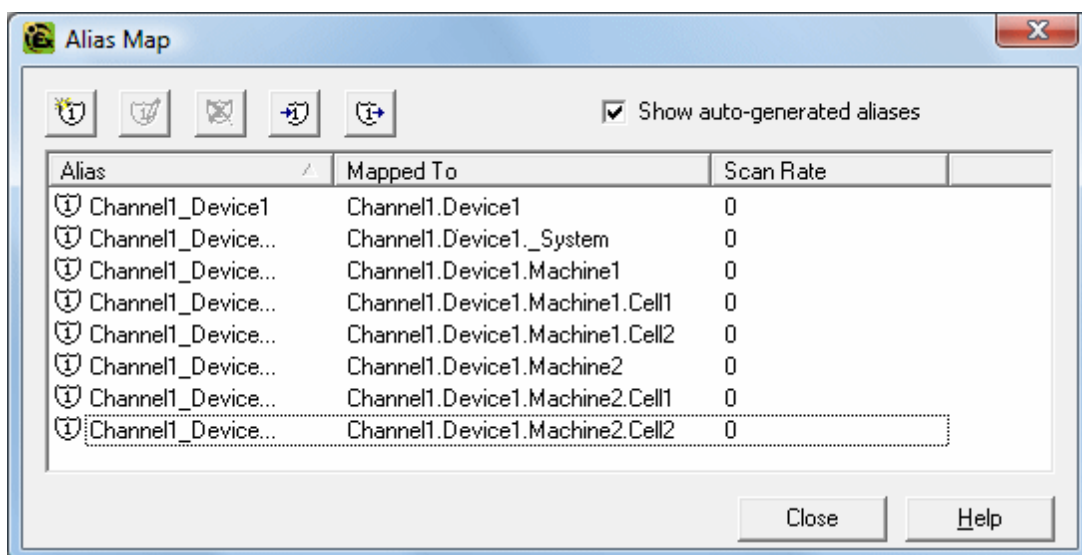 Alias Map
Show auto-generated aliases
Alias Mapped To Scan Rate
Channel1_Device1 Channel1.Device1 0
Channel1_Device... Channel1.Device1._System 0
Channel1_Device... Channel1.Device1.Machine1 0
Channel1_Device... Channel1.Device1.Machine1.Cell1 0
Channel1_Device... Channel1.Device1.Machine1.Cell2 0
Channel1_Device... Channel1.Device1.Machine2 0
Channel1_Device... Channel1.Device1.Machine2.Cell1 0
Channel1_Device... Channel1.Device1.Machine2.Cell2 0
Close Help